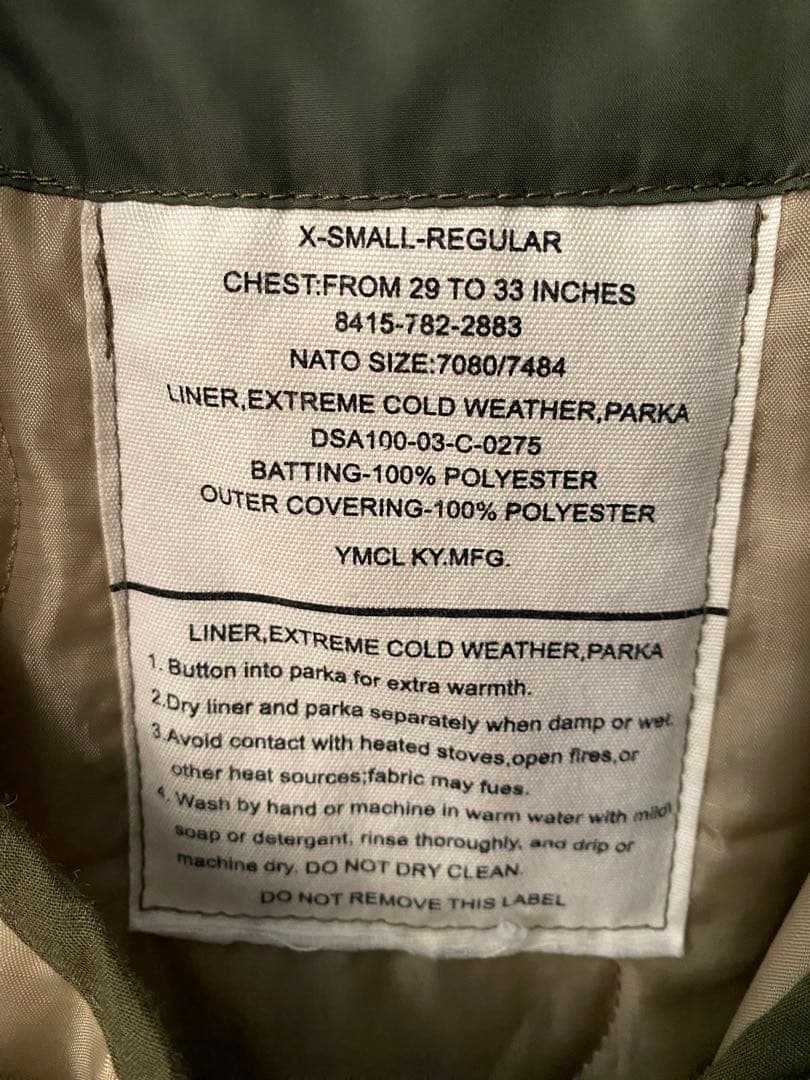 X-SMALL-REGULAR
CHEST:FROM 29 TO 33 INCHES
8415-782-2883
NATO SIZE:7080/7484
LINER,EXTREME COLD WEATHER,PARKA
DSA100-03-C-0275
BATTING-100% POLYESTER
OUTER COVERING-100% POLYESTER
YMCL KY.MFG.
LINER,EXTREME COLD WEATHER,PARKA
1. Button into parka for extra warmth.
2.Dry liner and parka separately when damp or wet.
3.Avoid contact with heated stoves,open fires,or
other heat sources;fabric may fues.
4. Wash by hand or machine in warm water with mild
soap or detergent, rinse thoroughly, and drip or
machine dry. DO NOT DRY CLEAN.
DO NOT REMOVE THIS LABEL